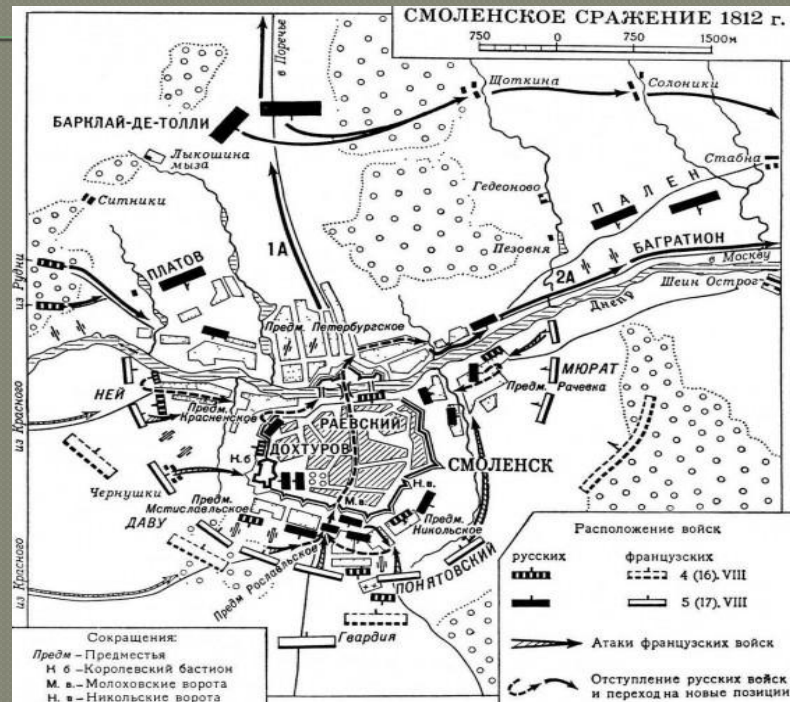 СМОЛЕНСКОЕ СРАЖЕНИЕ 1812 г.
750 0 750 1500м
в Поречье
Щоткина
Солоники
БАРКЛАЙ-ДЕ-ТОЛЛИ
Лыкошина
мыза
Стабна
Ситники
Гедеоново
ПАЛЕН
1А
Пезовня
БАГРАТИОН
ПЛАТОВ
из Рудни
2А
в Москву
Днепр
Шеин Острог
Предм. Петербургское
МЮРАТ
НЕЙ
Предм. Рачевка
Предм.
Красненское
из Красного
РАЕВСКИЙ
ДОХТУРОВ
Н б
СМОЛЕНСК
Чернушки
Н. в.
Предм.
Мстиславльское
М. в.
ДАВУ
Предм.
Никольское
Предм Рославльское
ПОНЯТОВСКИЙ
из Красного
Гвардия
Расположение войск
русских французских
4 (16). VIII
5 (17). VIII
Атаки французских войск
Отступление русских войск
и переход на новые позиции
Сокращения:
Предм – Предместья
Н б – Королевский бастион
М. в. – Молоховские ворота
Н. в – Никольские ворота